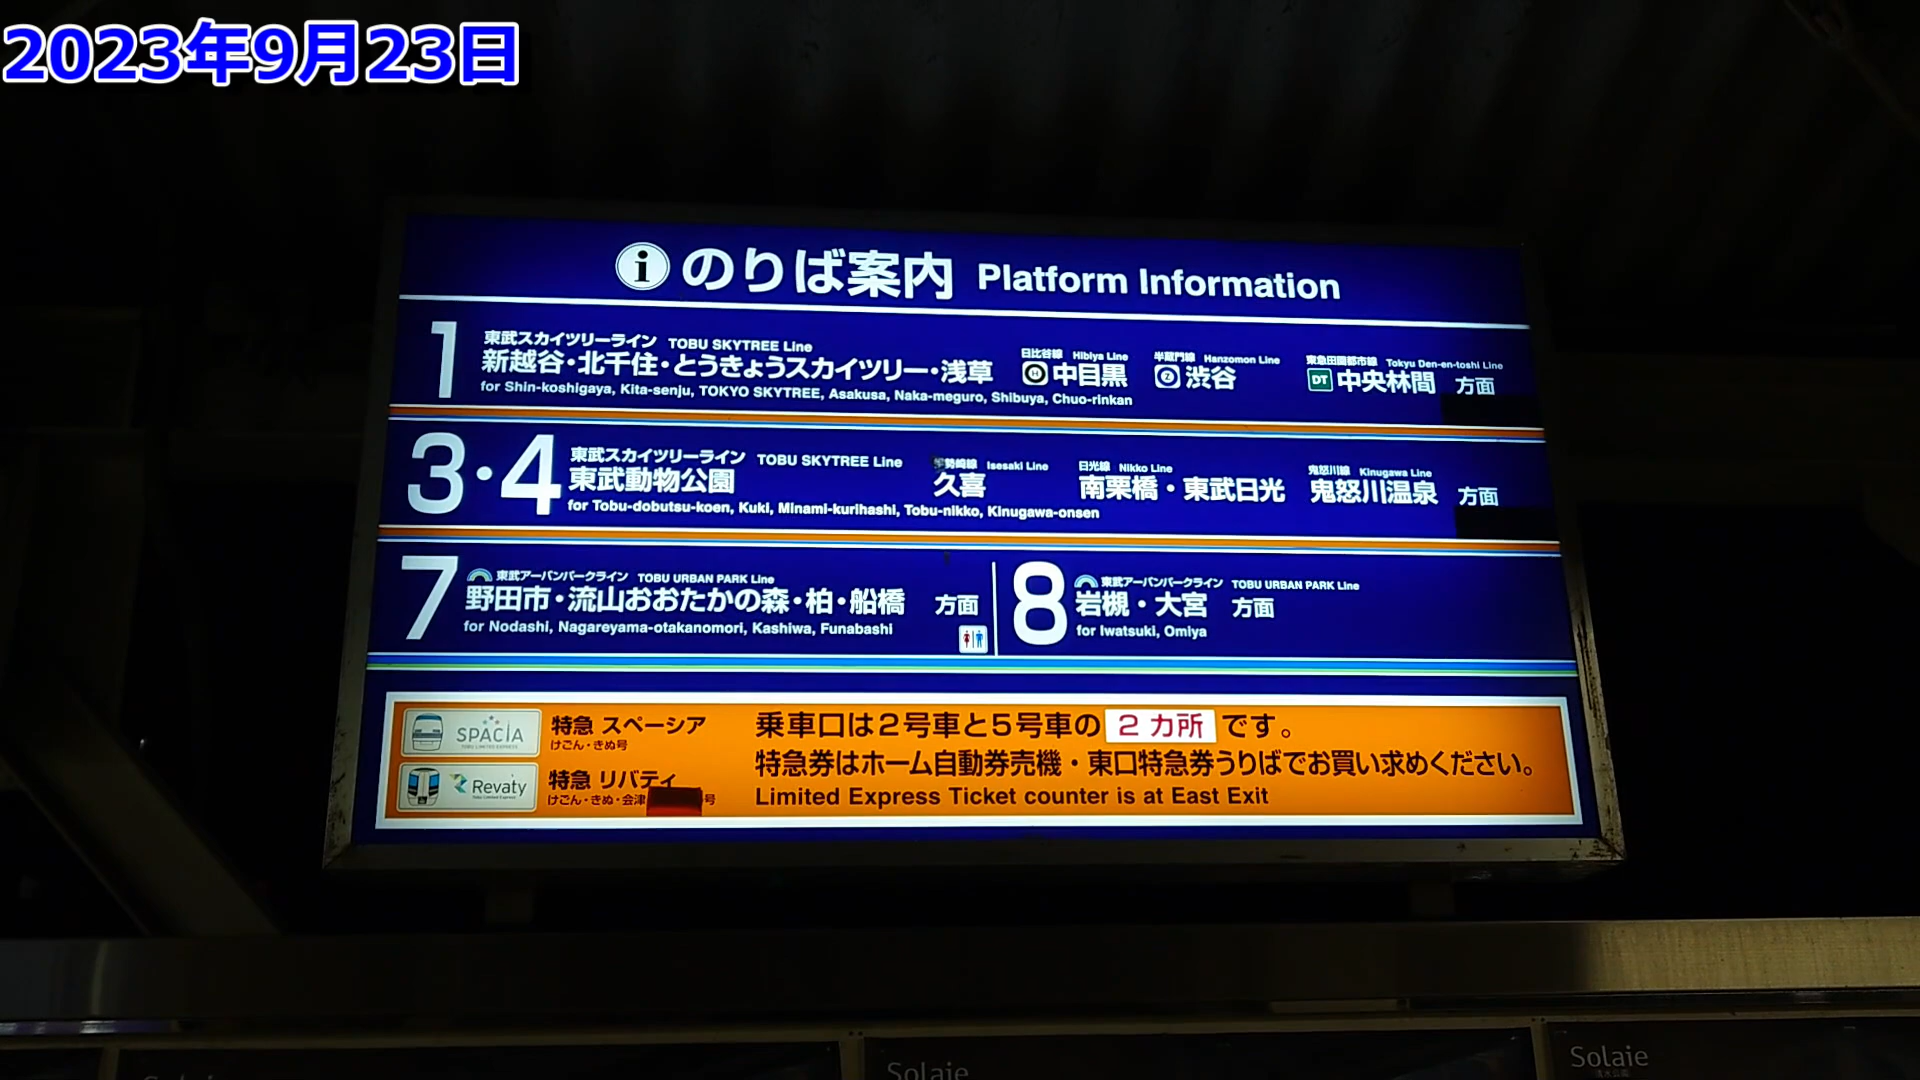 2023年9月23日
i のりば案内 Platform Information
1
東武スカイツリーライン TOBU SKYTREE Line
新越谷・北千住・とうきょうスカイツリー・浅草
日比谷線 Hibiya Line
H 中目黒
半蔵門線 Hanzomon Line
Z 渋谷
東急田園都市線 Tokyu Den-en-toshi Line
DT 中央林間 方面
for Shin-koshigaya, Kita-senju, TOKYO SKYTREE, Asakusa, Naka-meguro, Shibuya, Chuo-rinkan
3・4
東武スカイツリーライン TOBU SKYTREE Line
東武動物公園
勢崎線 Isesaki Line
久喜
日光線 Nikko Line
南栗橋・東武日光
鬼怒川線 Kinugawa Line
鬼怒川温泉 方面
for Tobu-dobutsu-koen, Kuki, Minami-kurihashi, Tobu-nikko, Kinugawa-onsen
7
東武アーバンパークライン TOBU URBAN PARK Line
野田市・流山おおたかの森・柏・船橋 方面
for Nodashi, Nagareyama-otakanomori, Kashiwa, Funabashi
8
東武アーバンパークライン TOBU URBAN PARK Line
岩槻・大宮 方面
for Iwatsuki, Omiya
SPACIA
TOBU LIMITED EXPRESS
特急 スペーシア
けごん・きぬ号
Revaty
特急 リバティ
けごん・きぬ・会津 号
乗車口は2号車と5号車の 2 カ所 です。
特急券はホーム自動券売機・東口特急券うりばでお買い求めください。
Limited Express Ticket counter is at East Exit
Solaie
Solaie